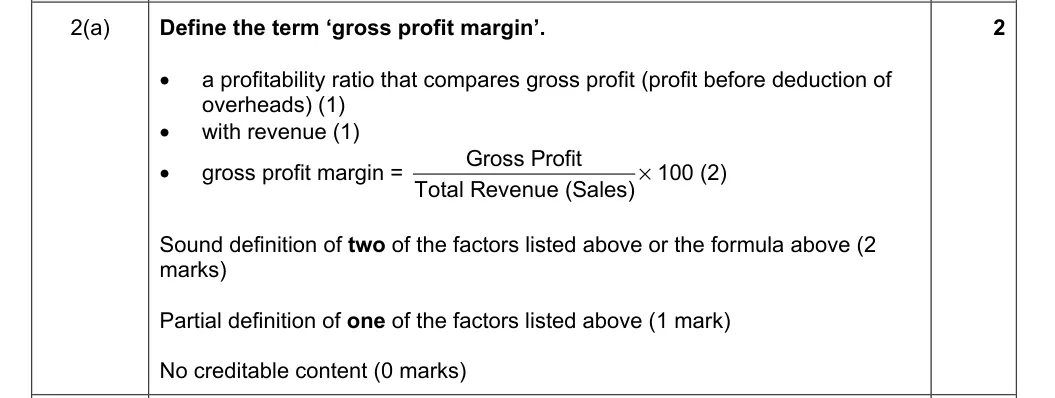 2(a) Define the term ‘gross profit margin’. 2
• a profitability ratio that compares gross profit (profit before deduction of
overheads) (1)
• with revenue (1)
• gross profit margin = Gross Profit
Total Revenue (Sales) × 100 (2)
Sound definition of two of the factors listed above or the formula above (2
marks)
Partial definition of one of the factors listed above (1 mark)
No creditable content (0 marks)